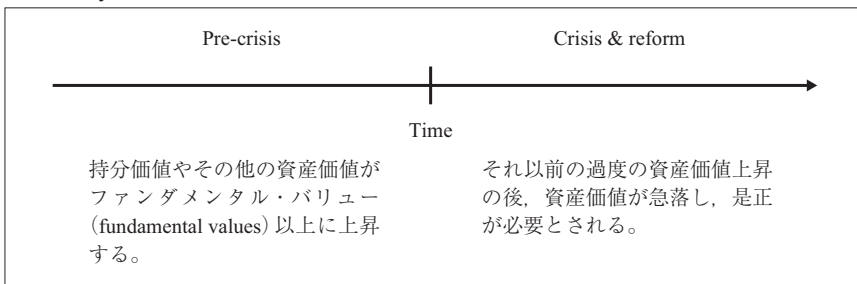 Pre-crisis
Crisis & reform
Time
持分価値やその他の資産価値が
ファンダメンタル・バリュー
(fundamental values)以上に上昇
する。
それ以前の過度の資産価値上昇
の後，資産価値が急落し，是正
が必要とされる。